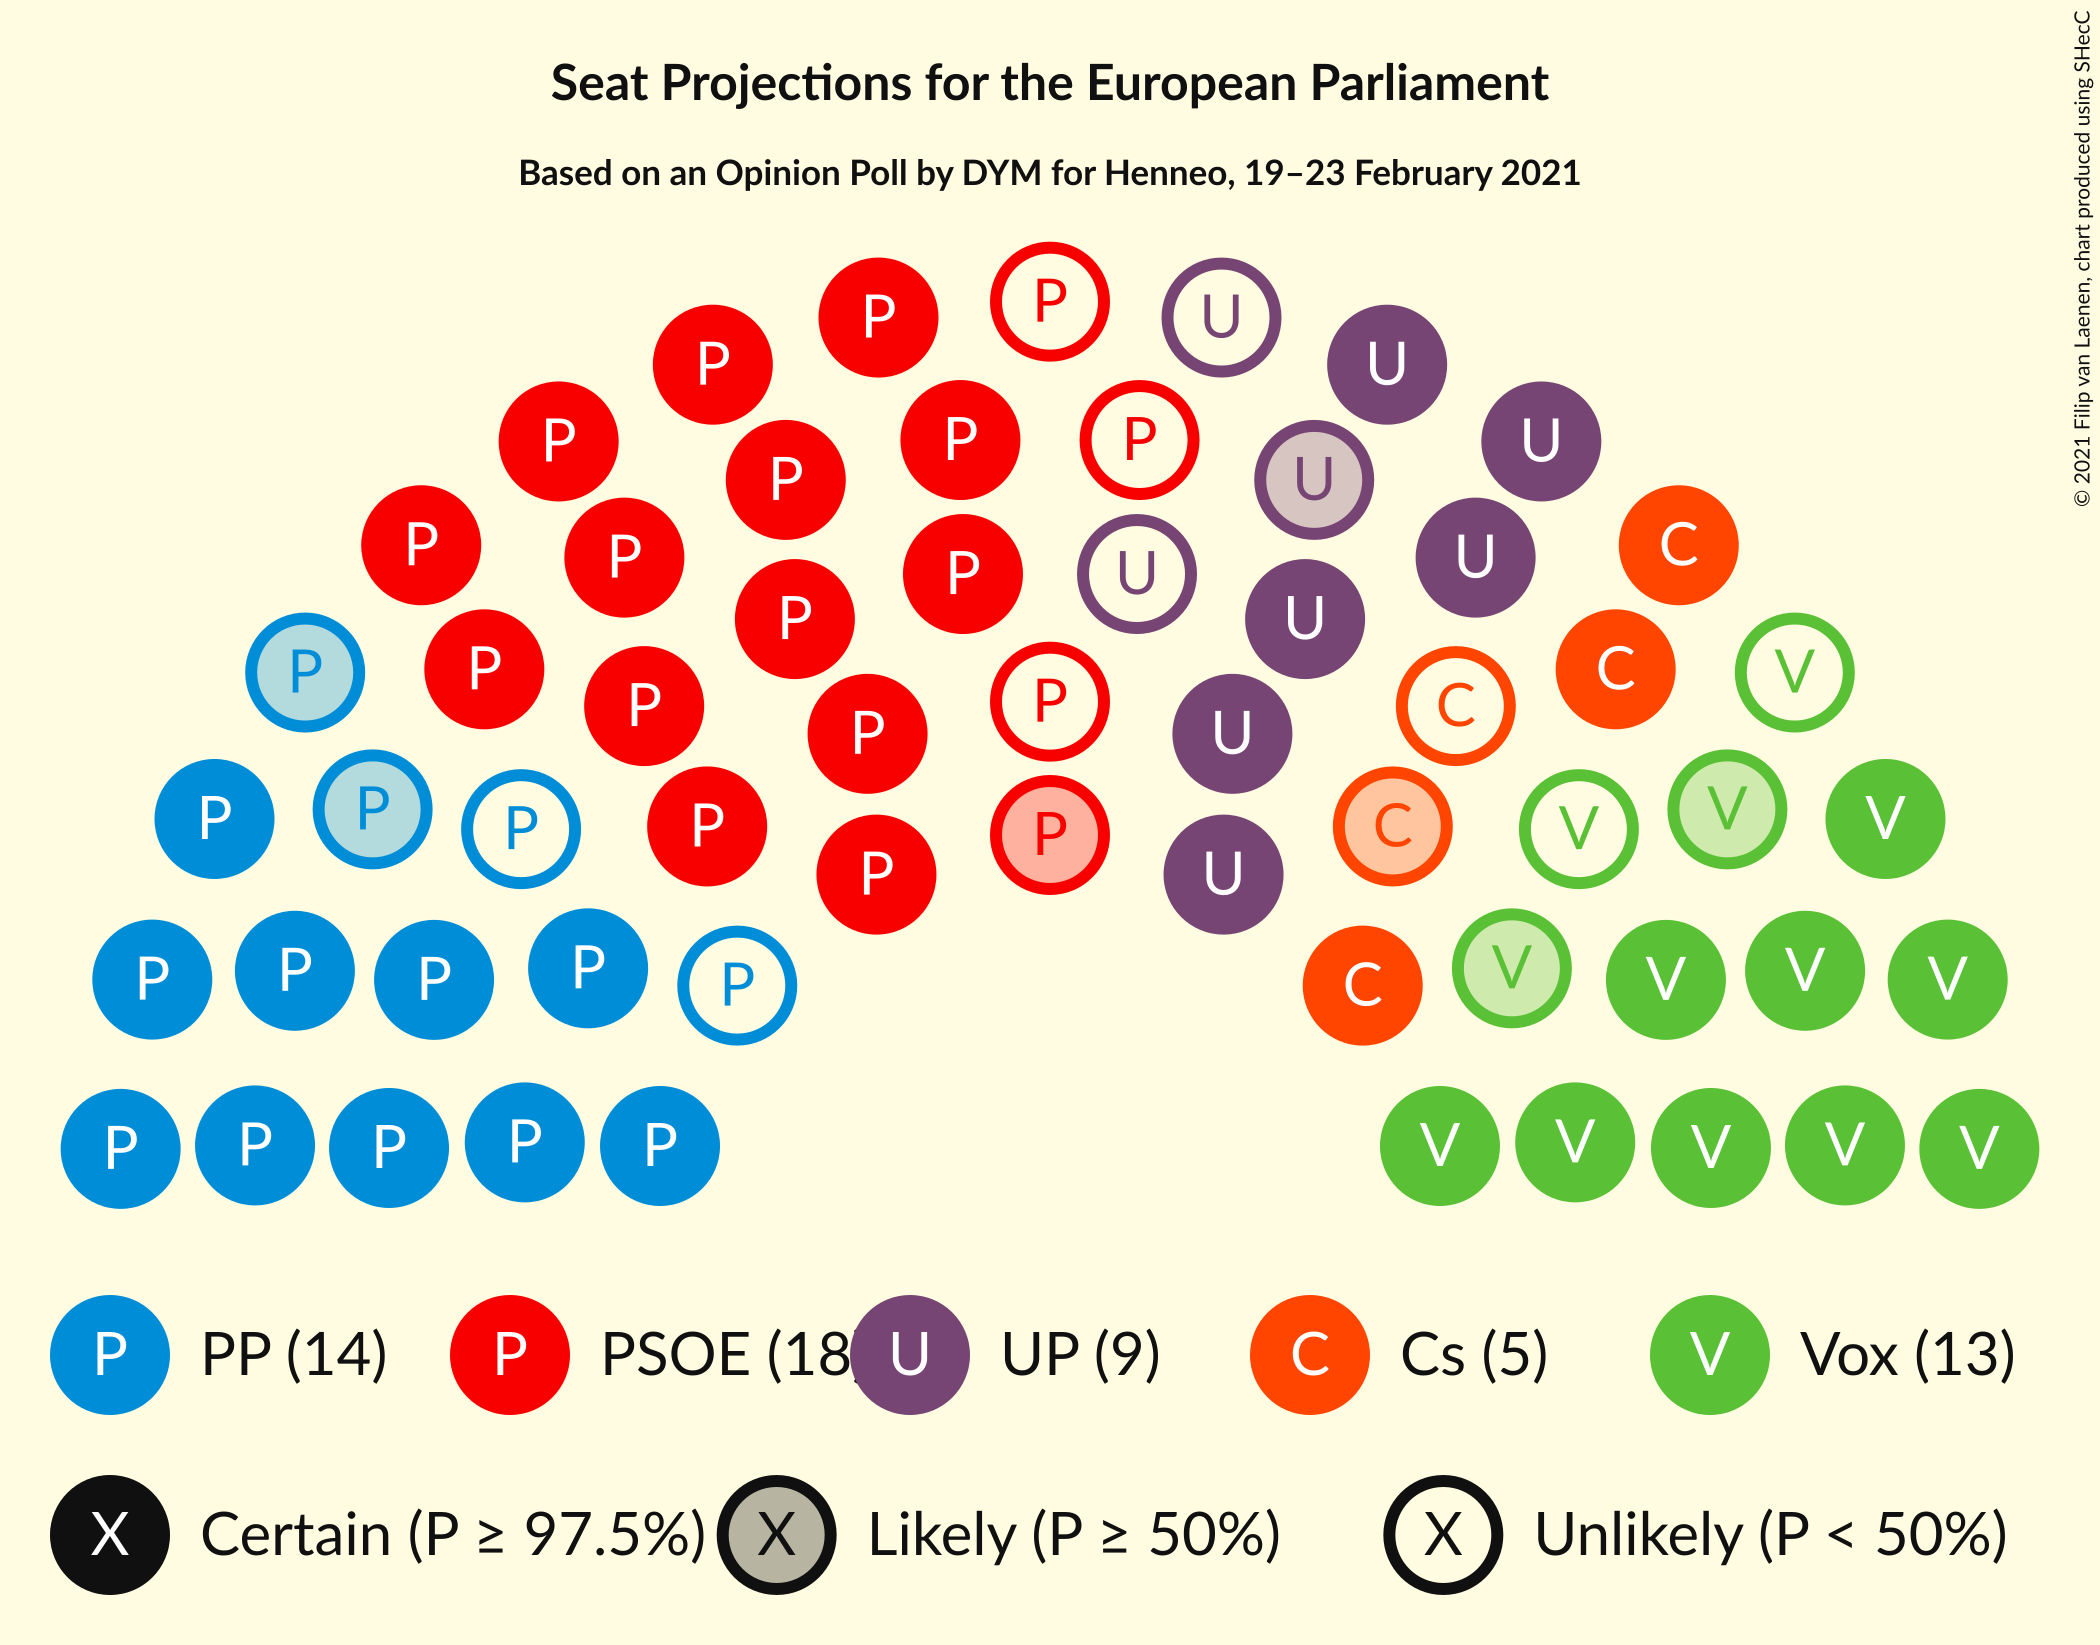 Seat Projections for the European Parliament
Based on an Opinion Poll by DYM for Henneo, 19–23 February 2021
© 2021 Filip van Laenen, chart produced using SHecC
P U
P U
P U
P P U
P P U
P C
P P U
P U U
P C
P V
P C
P P
P U
P V
P V
P P V
P C
P U
P P P P V V V
P C
P P P P P V V V V V
P PP (14) P PSOE (18) U UP (9) C Cs (5) V Vox (13)
X Certain (P ≥ 97.5%) X Likely (P ≥ 50%) X Unlikely (P < 50%)